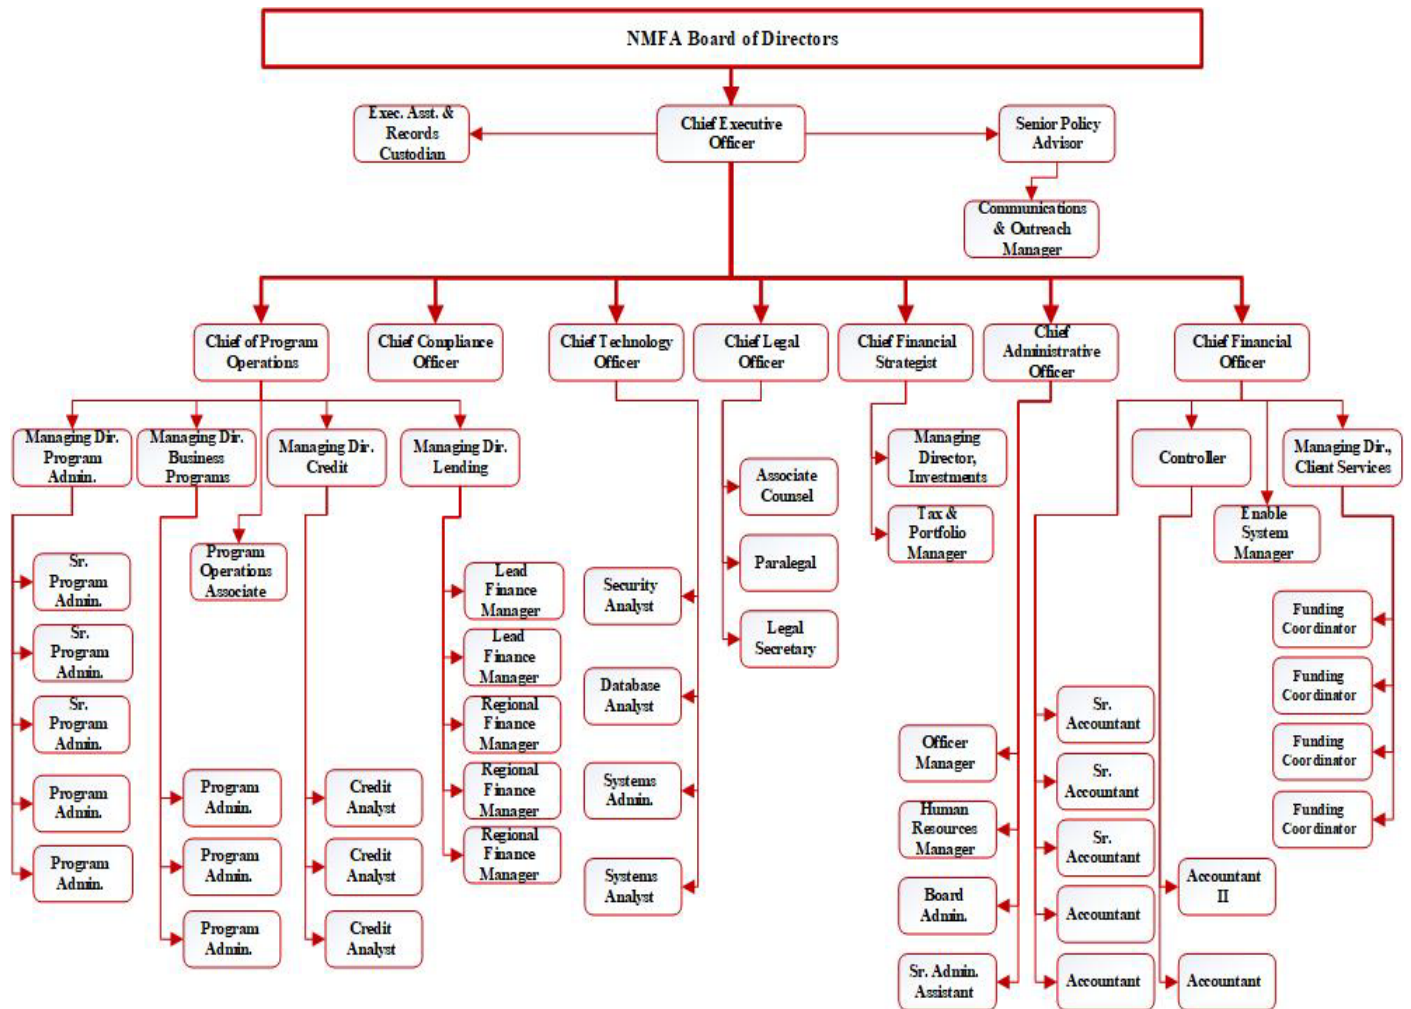 NMFA Board of Directors
Exec. Asst. &
Records
Custodian
Chief Executive
Officer
Senior Policy
Advisor
Communications
& Outreach
Manager
Chief of Program
Operations
Chief Compliance
Officer
Chief Technology
Officer
Chief Legal
Officer
Chief Financial
Strategist
Chief
Administrative
Officer
Chief Financial
Officer
Managing Dir.
Program
Admin.
Managing Dir.
Business
Programs
Managing Dir.
Credit
Managing Dir.
Lending
Program
Operations
Associate
Sr.
Program
Admin.
Sr.
Program
Admin.
Sr.
Program
Admin.
Program
Admin.
Program
Admin.
Program
Admin.
Program
Admin.
Program
Admin.
Credit
Analyst
Credit
Analyst
Credit
Analyst
Lead
Finance
Manager
Lead
Finance
Manager
Regional
Finance
Manager
Regional
Finance
Manager
Regional
Finance
Manager
Security
Analyst
Database
Analyst
Systems
Admin.
Systems
Analyst
Associate
Counsel
Paralegal
Legal
Secretary
Managing
Director,
Investments
Tax &
Portfolio
Manager
Officer
Manager
Human
Resources
Manager
Board
Admin.
Sr. Admin.
Assistant
Controller
Enable
System
Manager
Managing Dir.,
Client Services
Sr.
Accountant
Sr.
Accountant
Sr.
Accountant
Accountant
Accountant
Accountant
II
Accountant
Funding
Coordinator
Funding
Coordinator
Funding
Coordinator
Funding
Coordinator